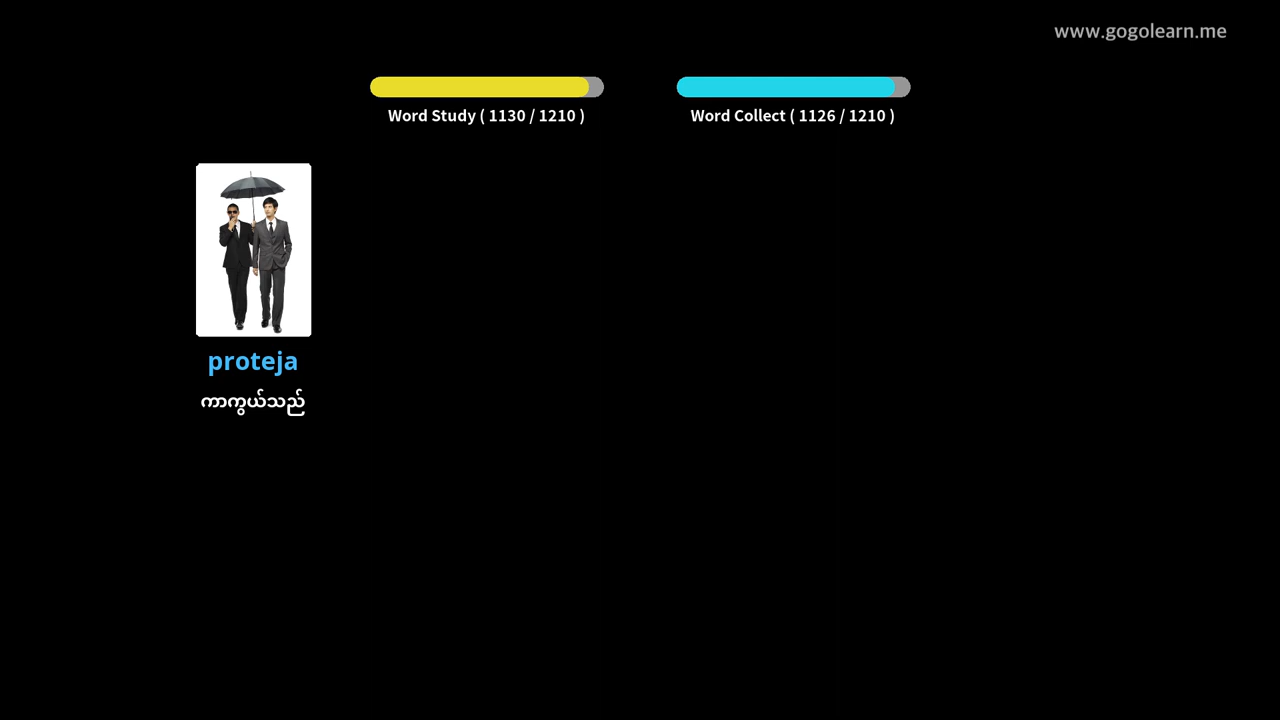 www.gogolearn.me
Word Study ( 1130 / 1210 )
Word Collect ( 1126 / 1210 )
proteja
ကာကွယ်သည်